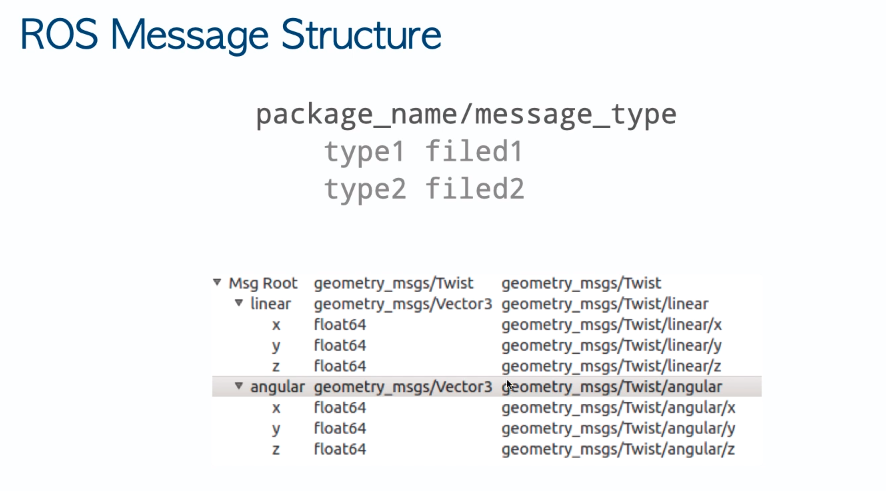 ROS Message Structure
package_name/message_type
type1 filed1
type2 filed2
Msg Root geometry_msgs/Twist geometry_msgs/Twist
linear geometry_msgs/Vector3 geometry_msgs/Twist/linear
x float64 geometry_msgs/Twist/linear/x
y float64 geometry_msgs/Twist/linear/y
z float64 geometry_msgs/Twist/linear/z
angular geometry_msgs/Vector3 geometry_msgs/Twist/angular
x float64 geometry_msgs/Twist/angular/x
y float64 geometry_msgs/Twist/angular/y
z float64 geometry_msgs/Twist/angular/z